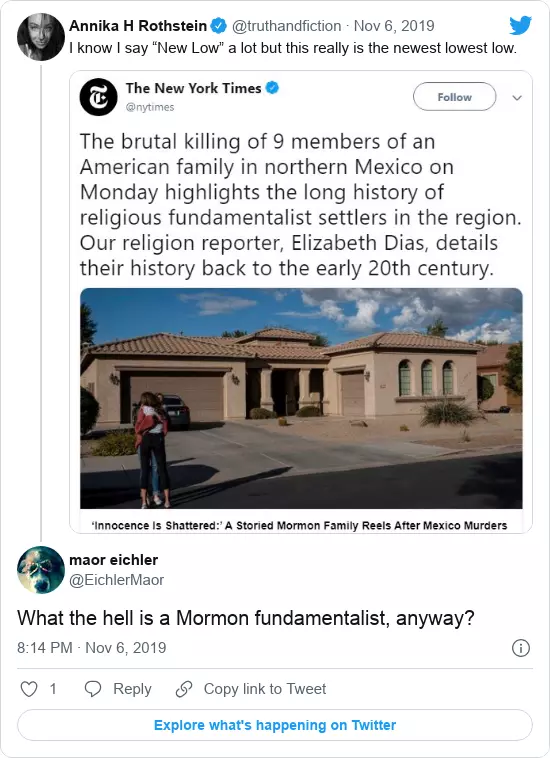 Annika H Rothstein @truthandfiction · Nov 6, 2019
I know I say “New Low” a lot but this really is the newest lowest low.
The New York Times
@nytimes
Follow
The brutal killing of 9 members of an
American family in northern Mexico on
Monday highlights the long history of
religious fundamentalist settlers in the region.
Our religion reporter, Elizabeth Dias, details
their history back to the early 20th century.
‘Innocence Is Shattered:’ A Storied Mormon Family Reels After Mexico Murders
maor eichler
@EichlerMaor
What the hell is a Mormon fundamentalist, anyway?
8:14 PM · Nov 6, 2019
1 Reply Copy link to Tweet
Explore what's happening on Twitter